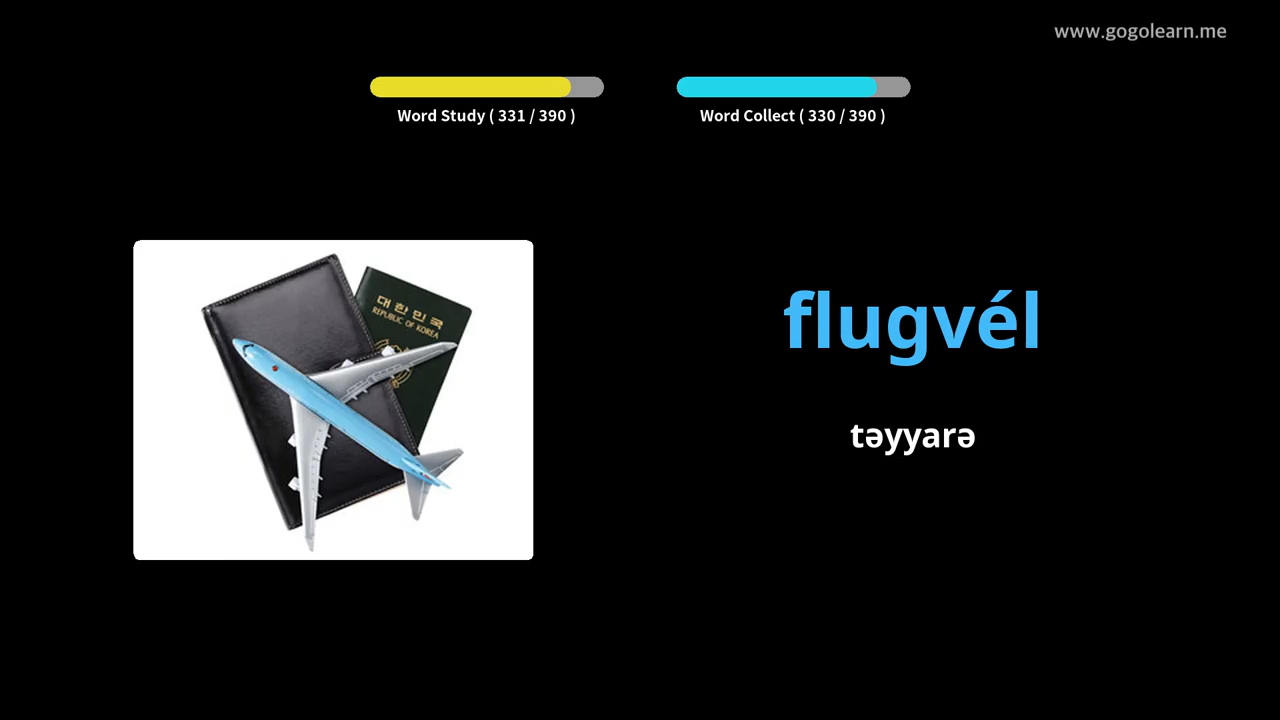 www.gogolearn.me
Word Study ( 331 / 390 )
Word Collect ( 330 / 390 )
대한민국
REPUBLIC OF KOREA
flugvél
təyyarə